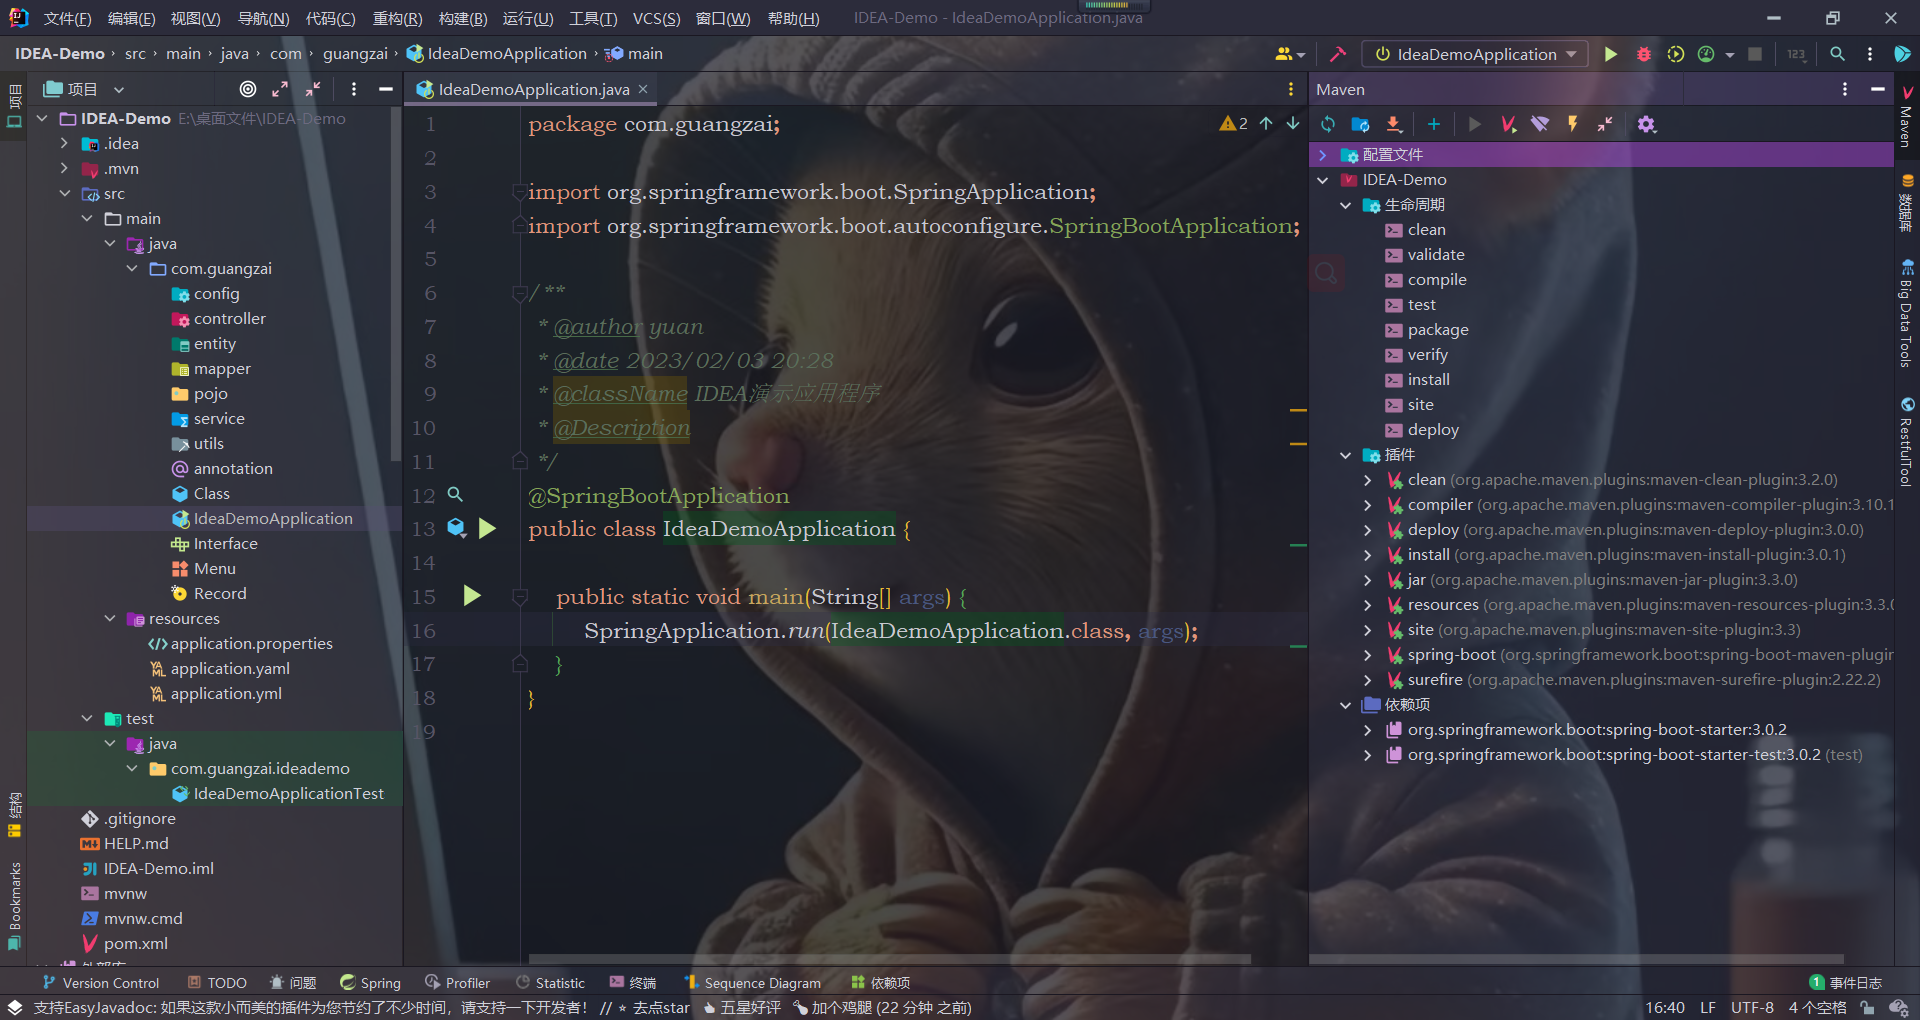 文件(F) 编辑(E) 视图(V) 导航(N) 代码(C) 重构(R) 构建(B) 运行(U) 工具(T) VCS(S) 窗口(W) 帮助(H) IDEA-Demo - IdeaDemoApplication.java
IDEA-Demo › src › main › java › com › guangzai › IdeaDemoApplication › main
IdeaDemoApplication
123
项目
结构
Bookmarks
项目
IDEA-Demo E:\桌面文件\IDEA-Demo
.idea
.mvn
src
main
java
com.guangzai
config
controller
entity
mapper
pojo
service
utils
annotation
Class
IdeaDemoApplication
Interface
Menu
Record
resources
application.properties
application.yaml
application.yml
test
java
com.guangzai.ideademo
IdeaDemoApplicationTest
.gitignore
HELP.md
IDEA-Demo.iml
mvnw
mvnw.cmd
pom.xml
IdeaDemoApplication.java
2
1 package com.guangzai;
2
3 import org.springframework.boot.SpringApplication;
4 import org.springframework.boot.autoconfigure.SpringBootApplication;
5
6 /**
7 * @author yuan
8 * @date 2023/02/03 20:28
9 * @className IDEA演示应用程序
10 * @Description
11 */
12 @SpringBootApplication
13 public class IdeaDemoApplication {
14
15 public static void main(String[] args) {
16 SpringApplication.run(IdeaDemoApplication.class, args);
17 }
18 }
19
Maven
配置文件
IDEA-Demo
生命周期
clean
validate
compile
test
package
verify
install
site
deploy
插件
clean (org.apache.maven.plugins:maven-clean-plugin:3.2.0)
compiler (org.apache.maven.plugins:maven-compiler-plugin:3.10.1
deploy (org.apache.maven.plugins:maven-deploy-plugin:3.0.0)
install (org.apache.maven.plugins:maven-install-plugin:3.0.1)
jar (org.apache.maven.plugins:maven-jar-plugin:3.3.0)
resources (org.apache.maven.plugins:maven-resources-plugin:3.3.0
site (org.apache.maven.plugins:maven-site-plugin:3.3)
spring-boot (org.springframework.boot:spring-boot-maven-plugin
surefire (org.apache.maven.plugins:maven-surefire-plugin:2.22.2)
依赖项
org.springframework.boot:spring-boot-starter:3.0.2
org.springframework.boot:spring-boot-starter-test:3.0.2 (test)
Maven
数据库
Big Data Tools
RestfulTool
Version Control TODO 问题 Spring Profiler Statistic 终端 Sequence Diagram 依赖项 1 事件日志
支持EasyJavadoc: 如果这款小而美的插件为您节约了不少时间，请支持一下开发者！ // ⭐ 去点star 👍 五星好评 🍗 加个鸡腿 (22 分钟 之前) 16:40 LF UTF-8 4 个空格